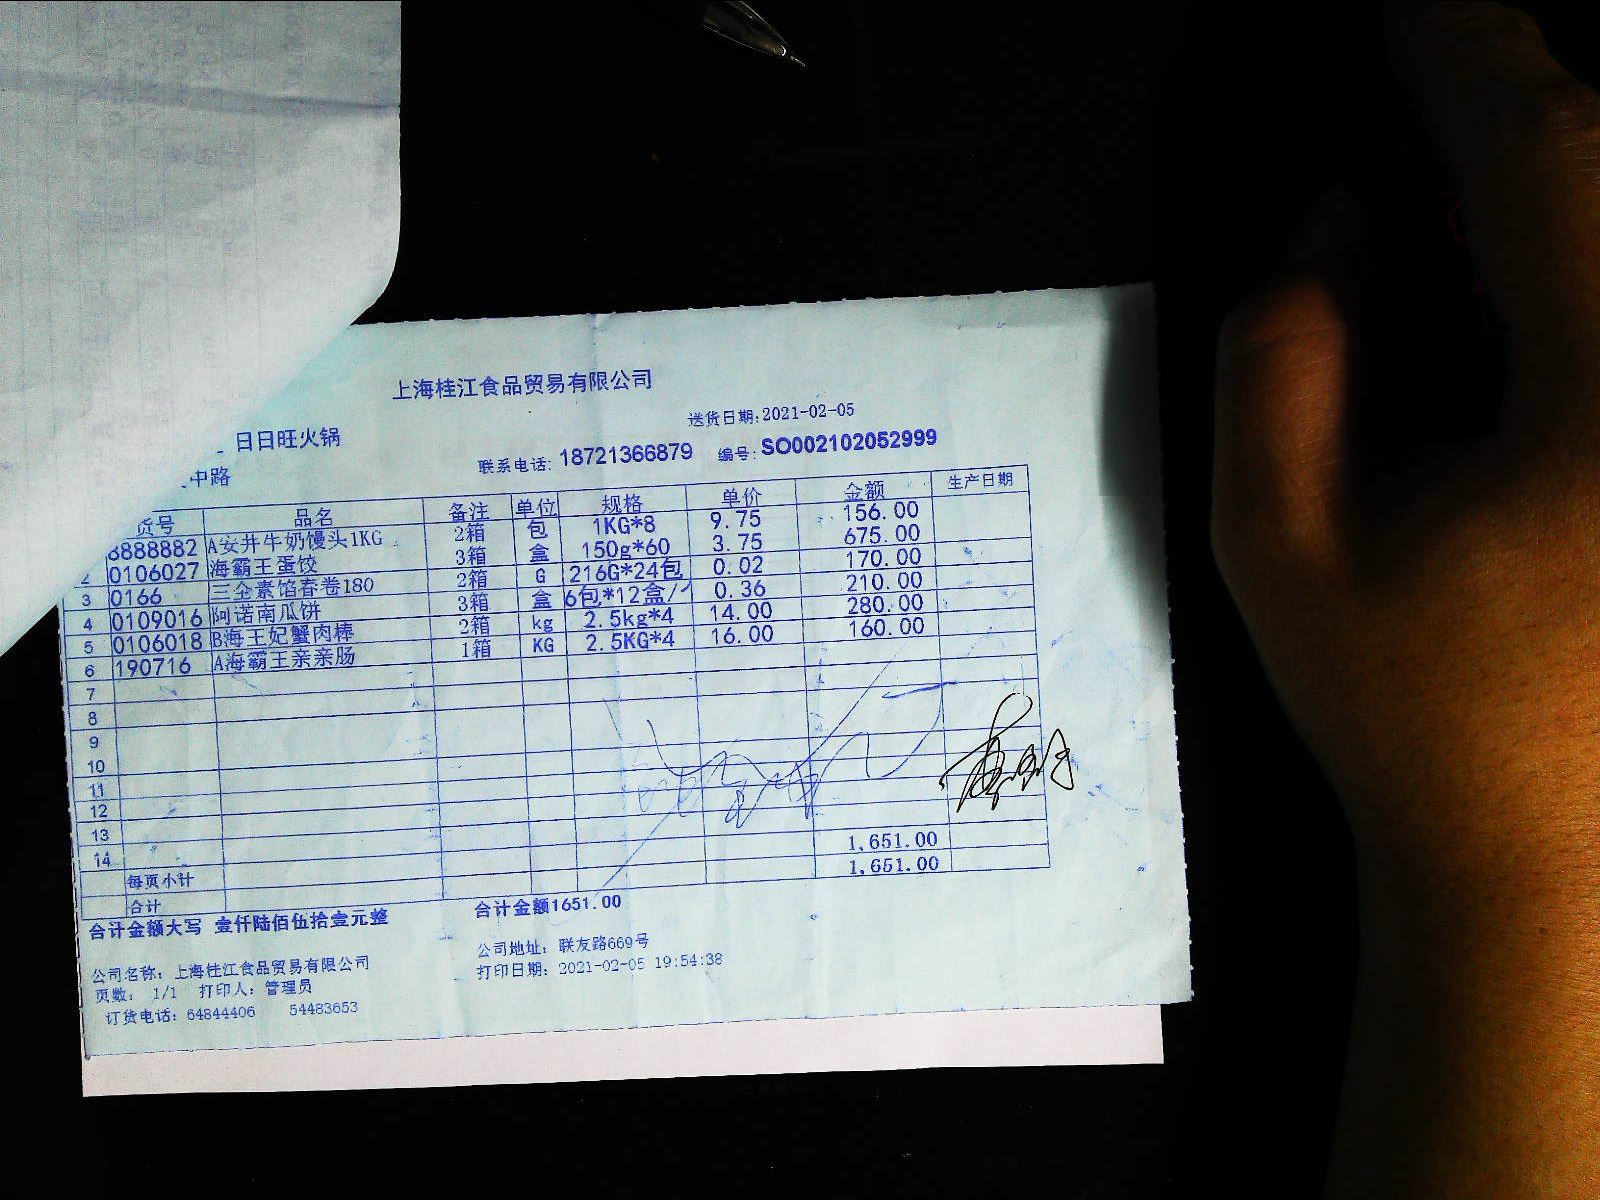 上海桂江食品贸易有限公司
送货日期:2021-02-05
日日旺火锅
联系电话: 18721366879 编号: SO002102052999
中路
货号 品名 备注 单位 规格 单价 金额 生产日期
8888882 A安井牛奶馒头1KG 2箱 包 1KG*8 9.75 156.00
2 0106027 海霸王蛋饺 3箱 盒 150g*60 3.75 675.00
3 0166 三全素馅春卷180 2箱 G 216G*24包 0.02 170.00
4 0109016 阿诺南瓜饼 3箱 盒 6包*12盒/ 0.36 210.00
5 0106018 B海王妃蟹肉棒 2箱 kg 2.5kg*4 14.00 280.00
6 190716 A海霸王亲亲肠 1箱 KG 2.5KG*4 16.00 160.00
7
8
9
10
11
12
13
14
每页小计 1,651.00
合计 1,651.00
合计金额大写 壹仟陆佰伍拾壹元整 合计金额1651.00
公司名称: 上海桂江食品贸易有限公司 公司地址: 联友路669号
页数: 1/1 打印人: 管理员 打印日期: 2021-02-05 19:54:38
订货电话: 64844406 54483653